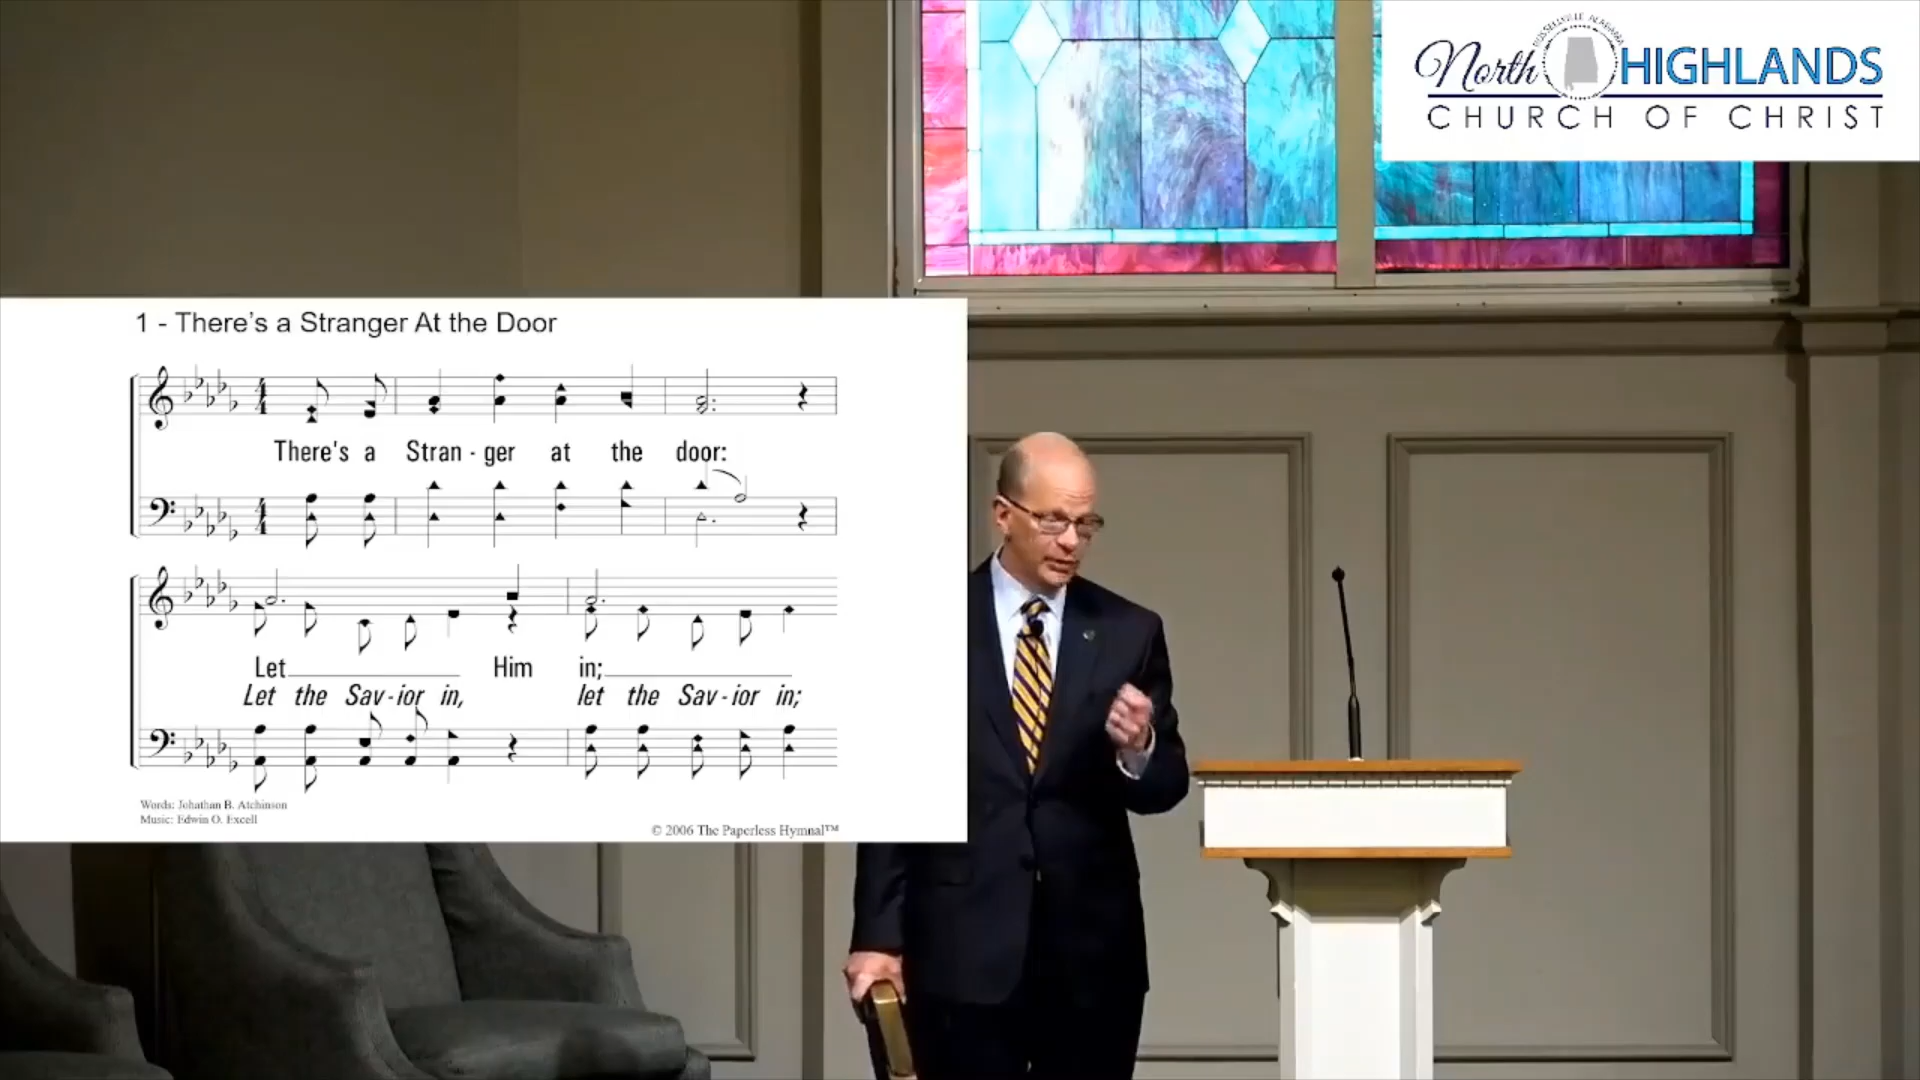 RUSSELLVILLE ALABAMA
North HIGHLANDS
CHURCH OF CHRIST
1 - There's a Stranger At the Door
There's a Stran - ger at the door:
Let Him in;
Let the Sav - ior in, let the Sav - ior in;
Words: Johathan B. Atchinson
Music: Edwin O. Excell
© 2006 The Paperless Hymnal™